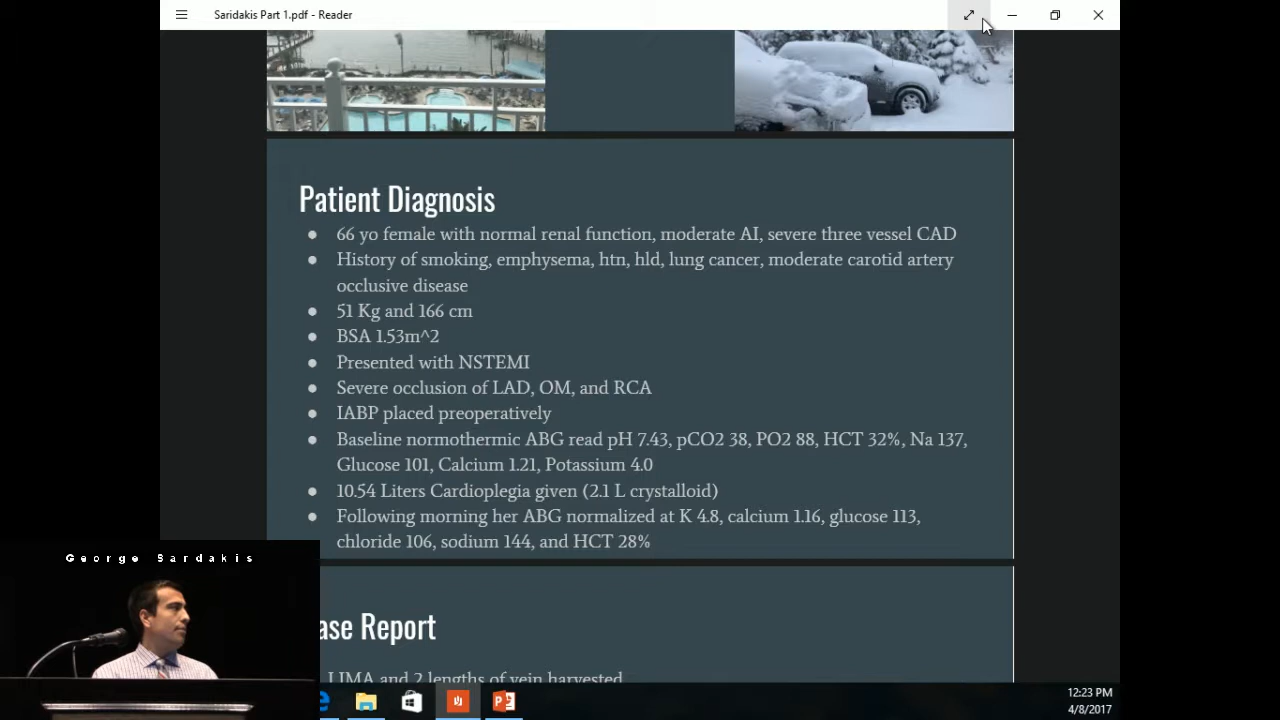 Saridakis Part 1.pdf - Reader
Patient Diagnosis
● 66 yo female with normal renal function, moderate AI, severe three vessel CAD
● History of smoking, emphysema, htn, hld, lung cancer, moderate carotid artery
occlusive disease
● 51 Kg and 166 cm
● BSA 1.53m^2
● Presented with NSTEMI
● Severe occlusion of LAD, OM, and RCA
● IABP placed preoperatively
● Baseline normothermic ABG read pH 7.43, pCO2 38, PO2 88, HCT 32%, Na 137,
Glucose 101, Calcium 1.21, Potassium 4.0
● 10.54 Liters Cardioplegia given (2.1 L crystalloid)
● Following morning her ABG normalized at K 4.8, calcium 1.16, glucose 113,
chloride 106, sodium 144, and HCT 28%
George Sardakis
ase Report
LIMA and 2 lengths of vein harvested
12:23 PM
4/8/2017